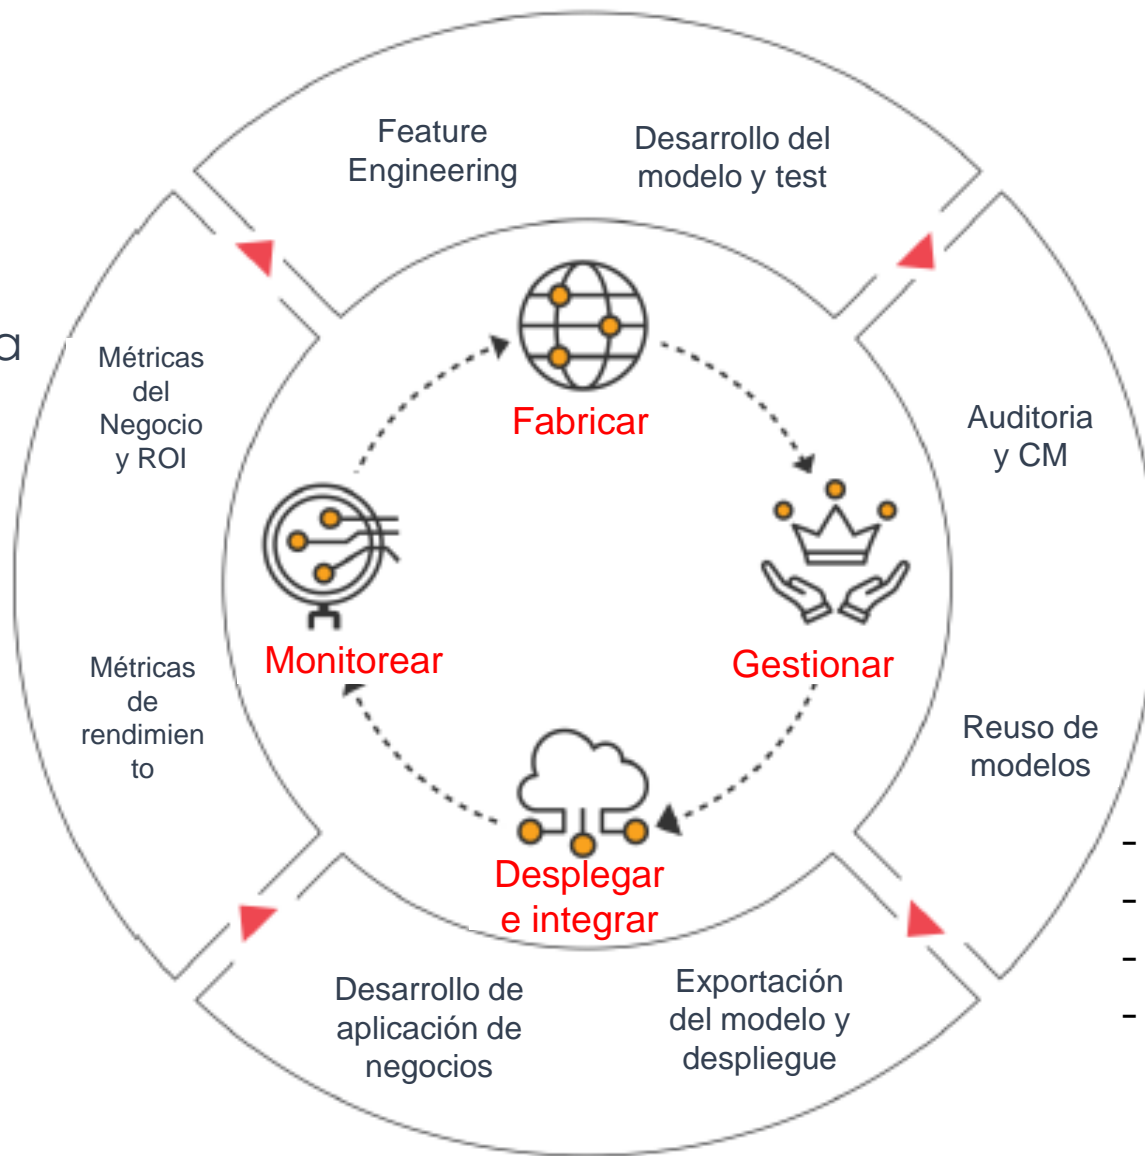 Feature
Engineering
Desarrollo del
modelo y test
a
Métricas
del
Negocio
y ROI
Fabricar
Auditoria
y CM
Monitorear
Gestionar
Métricas
de
rendimien
to
Reuso de
modelos
-
-
-
-
Desplegar
e integrar
Desarrollo de
aplicación de
negocios
Exportación
del modelo y
despliegue